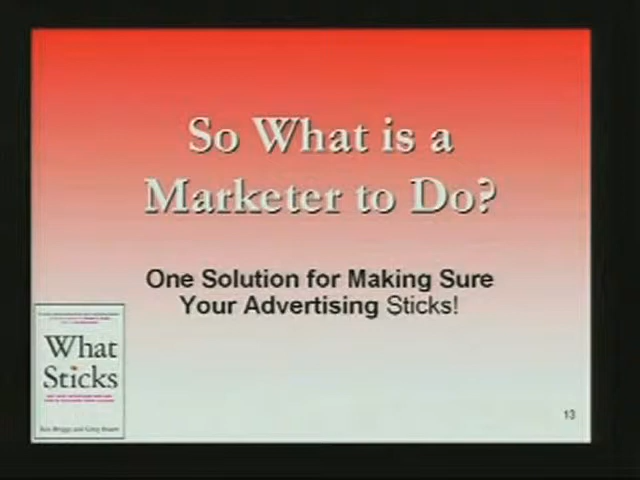 So What is a
Marketer to Do?
One Solution for Making Sure
Your Advertising Sticks!
What
Sticks
13